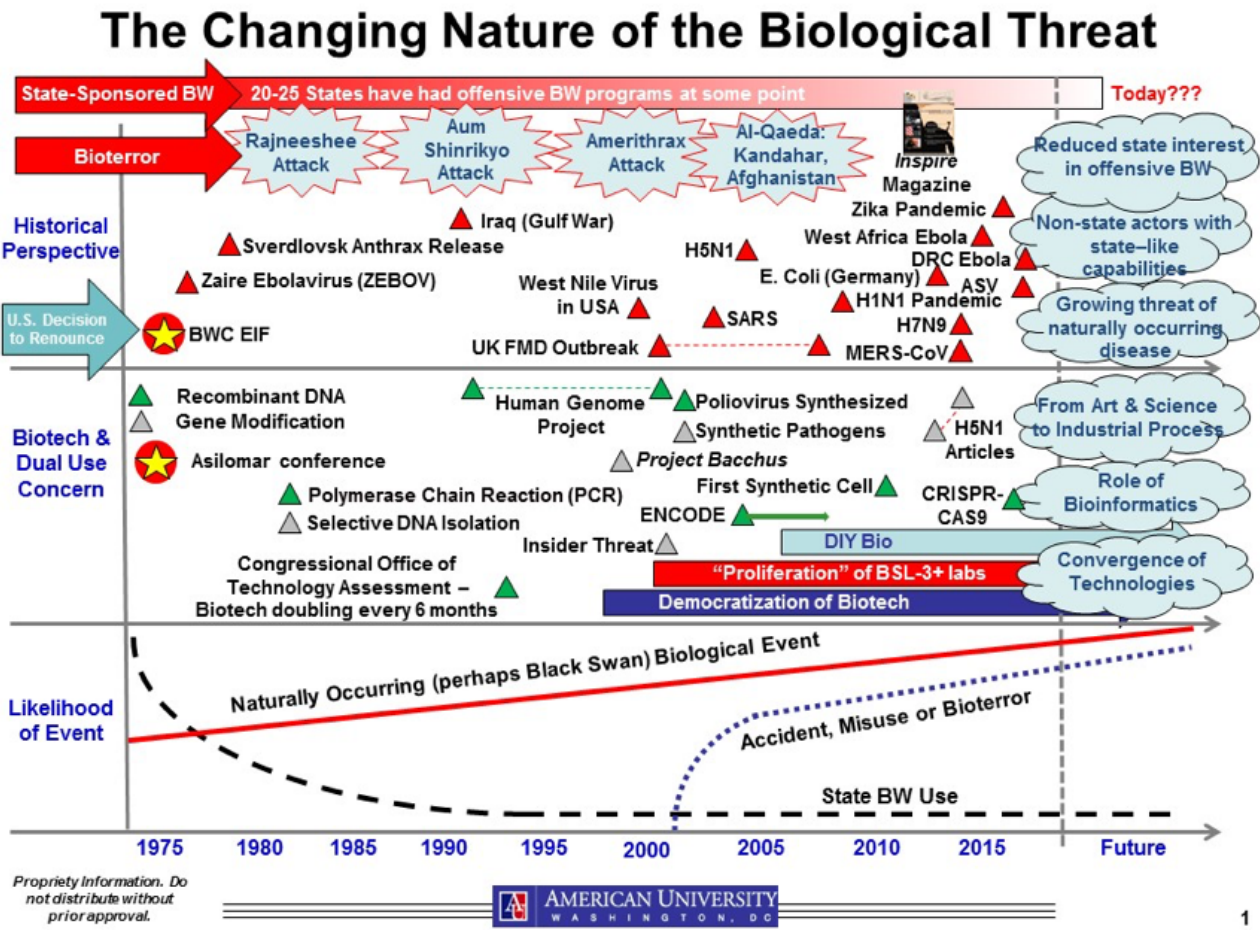 The Changing Nature of the Biological Threat
State-Sponsored BW
20-25 States have had offensive BW programs at some point
Today???
Bioterror
Rajneeshee
Attack
Aum
Shinrikyo
Attack
Amerithrax
Attack
Al-Qaeda:
Kandahar,
Afghanistan
Inspire
Magazine
Reduced state interest
in offensive BW
Historical
Perspective
Iraq (Gulf War)
Zika Pandemic
Sverdlovsk Anthrax Release
H5N1
West Africa Ebola
DRC Ebola
Non-state actors with
state–like
capabilities
Zaire Ebolavirus (ZEBOV)
West Nile Virus
in USA
E. Coli (Germany)
ASV
H1N1 Pandemic
U.S. Decision
to Renounce
BWC EIF
SARS
H7N9
UK FMD Outbreak
MERS-CoV
Growing threat of
naturally occurring
disease
Biotech &
Dual Use
Concern
Recombinant DNA
Gene Modification
Human Genome
Project
Poliovirus Synthesized
Synthetic Pathogens
H5N1
Articles
From Art & Science
to Industrial Process
Asilomar conference
Project Bacchus
Polymerase Chain Reaction (PCR)
First Synthetic Cell
CRISPR-
CAS9
Role of
Bioinformatics
Selective DNA Isolation
ENCODE
Insider Threat
DIY Bio
Congressional Office of
Technology Assessment –
Biotech doubling every 6 months
"Proliferation" of BSL-3+ labs
Democratization of Biotech
Convergence of
Technologies
Likelihood
of Event
Naturally Occurring (perhaps Black Swan) Biological Event
Accident, Misuse or Bioterror
State BW Use
1975 1980 1985 1990 1995 2000 2005 2010 2015 Future
Propriety Information. Do
not distribute without
prior approval.
AMERICAN UNIVERSITY
WASHINGTON, DC
1